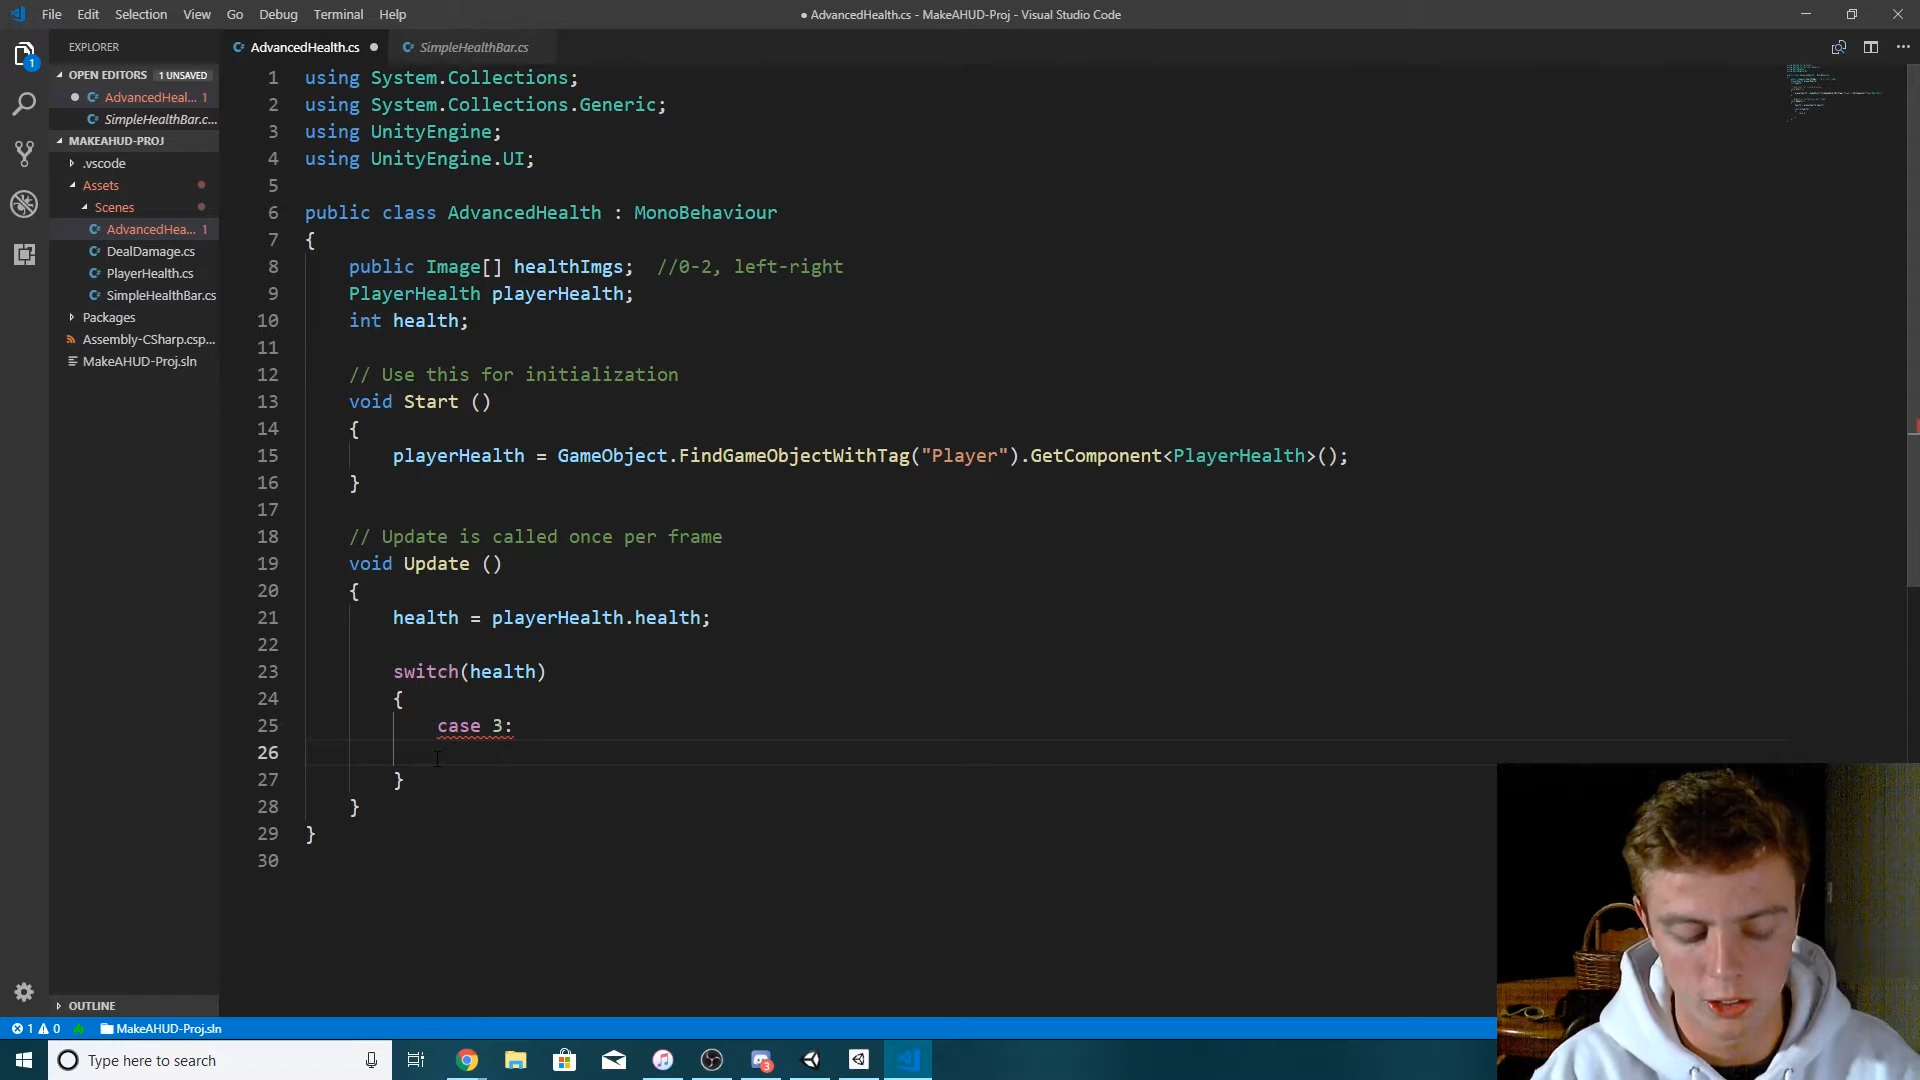 File Edit Selection View Go Debug Terminal Help
● AdvancedHealth.cs - MakeAHUD-Proj - Visual Studio Code
EXPLORER
AdvancedHealth.cs ● SimpleHealthBar.cs
OPEN EDITORS 1 UNSAVED
AdvancedHeal... 1
SimpleHealthBar.c...
MAKEAHUD-PROJ
.vscode
Assets
Scenes
AdvancedHea... 1
DealDamage.cs
PlayerHealth.cs
SimpleHealthBar.cs
Packages
Assembly-CSharp.csp...
MakeAHUD-Proj.sln
OUTLINE
1
1 using System.Collections;
2 using System.Collections.Generic;
3 using UnityEngine;
4 using UnityEngine.UI;
5
6 public class AdvancedHealth : MonoBehaviour
7 {
8 public Image[] healthImgs; //0-2, left-right
9 PlayerHealth playerHealth;
10 int health;
11
12 // Use this for initialization
13 void Start ()
14 {
15 playerHealth = GameObject.FindGameObjectWithTag("Player").GetComponent<PlayerHealth>();
16 }
17
18 // Update is called once per frame
19 void Update ()
20 {
21 health = playerHealth.health;
22
23 switch(health)
24 {
25 case 3:
26
27 }
28 }
29 }
30
1 0 MakeAHUD-Proj.sln
Type here to search
3